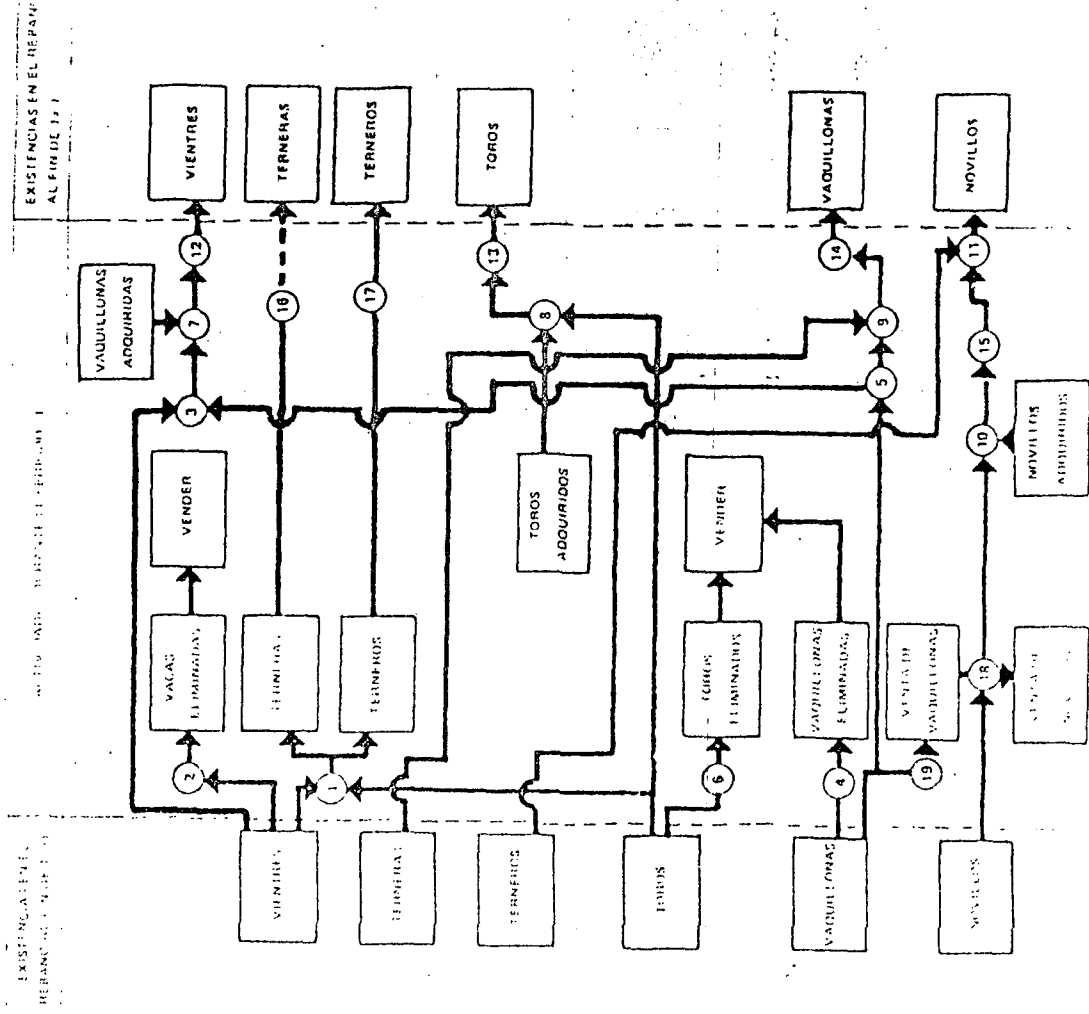 EXISTENCIAS EN EL
AL FIN DE
VAQUILLONAS
ADQUIRIDAS
VIENTRES
TERNERAS
TERNEROS
TOROS
VAQUILLONAS
NOVILLOS
12
7
3
16
17
13
8
14
9
5
11
15
10
VENDER
TOROS
ADQUIRIDOS
VENDER
NOVILLOS
ADQUIRIDOS
VACAS
ELIMINADAS
TERNERAS
TERNEROS
TOROS
ELIMINADOS
VAQUILLONAS
ELIMINADAS
VENTA DE
VAQUILLONAS
18
2
1
6
4
19
VIENTRES
TERNERAS
TERNEROS
TOROS
VAQUILLONAS
NOVILLOS